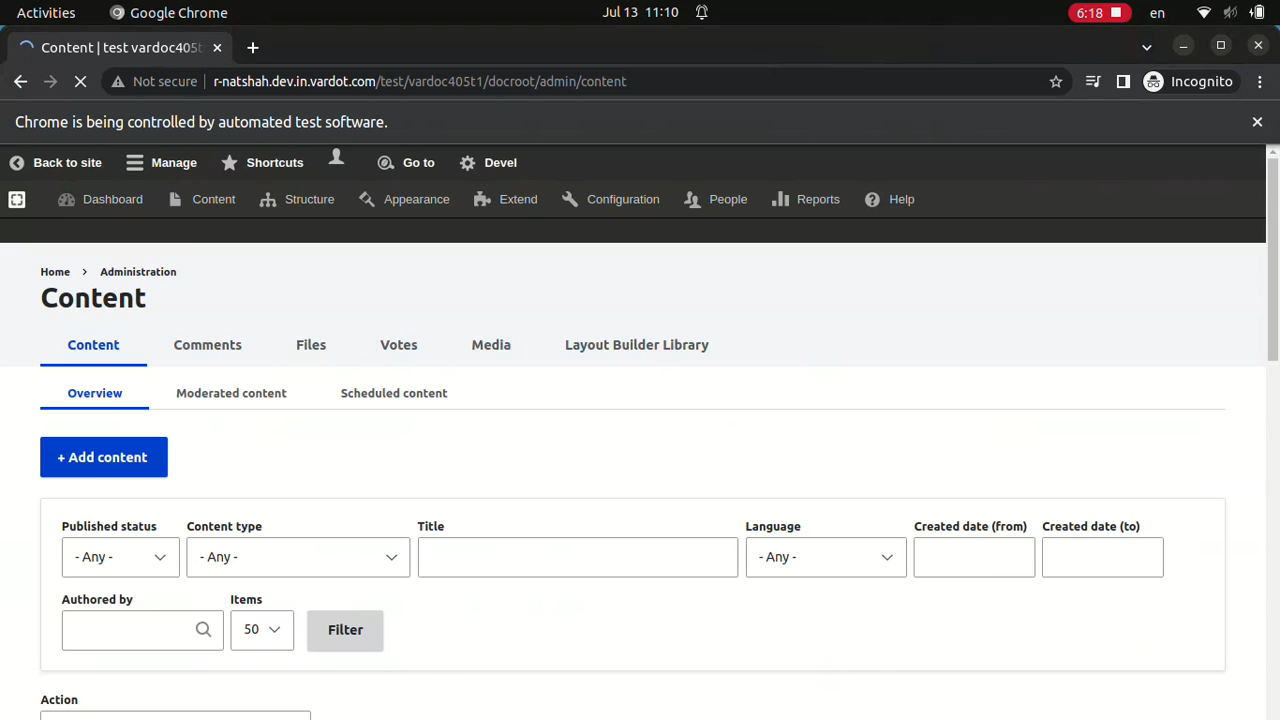 Activities Google Chrome Jul 13 11:10 6:18 en
Content | test vardoc405t
Not secure r-natshah.dev.in.vardot.com/test/vardoc405t1/docroot/admin/content Incognito
Chrome is being controlled by automated test software.
Back to site Manage Shortcuts Go to Devel
Dashboard Content Structure Appearance Extend Configuration People Reports Help
Home Administration
Content
Content Comments Files Votes Media Layout Builder Library
Overview Moderated content Scheduled content
+ Add content
Published status Content type Title Language Created date (from) Created date (to)
- Any - - Any - - Any -
Authored by Items
50 Filter
Action